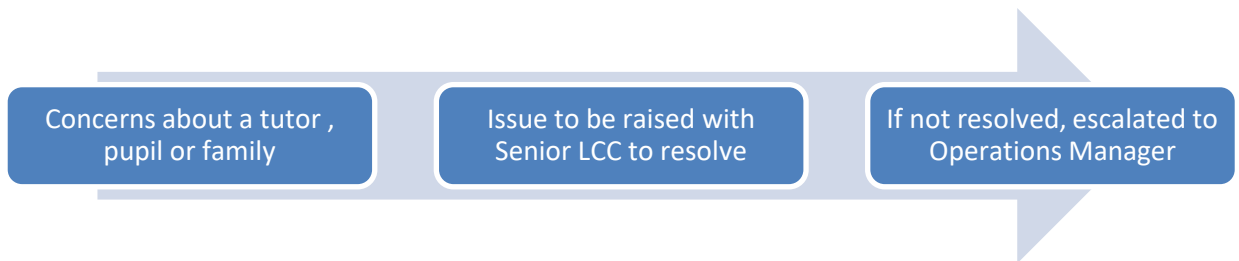 Concerns about a tutor ,
pupil or family
Issue to be raised with
Senior LCC to resolve
If not resolved, escalated to
Operations Manager